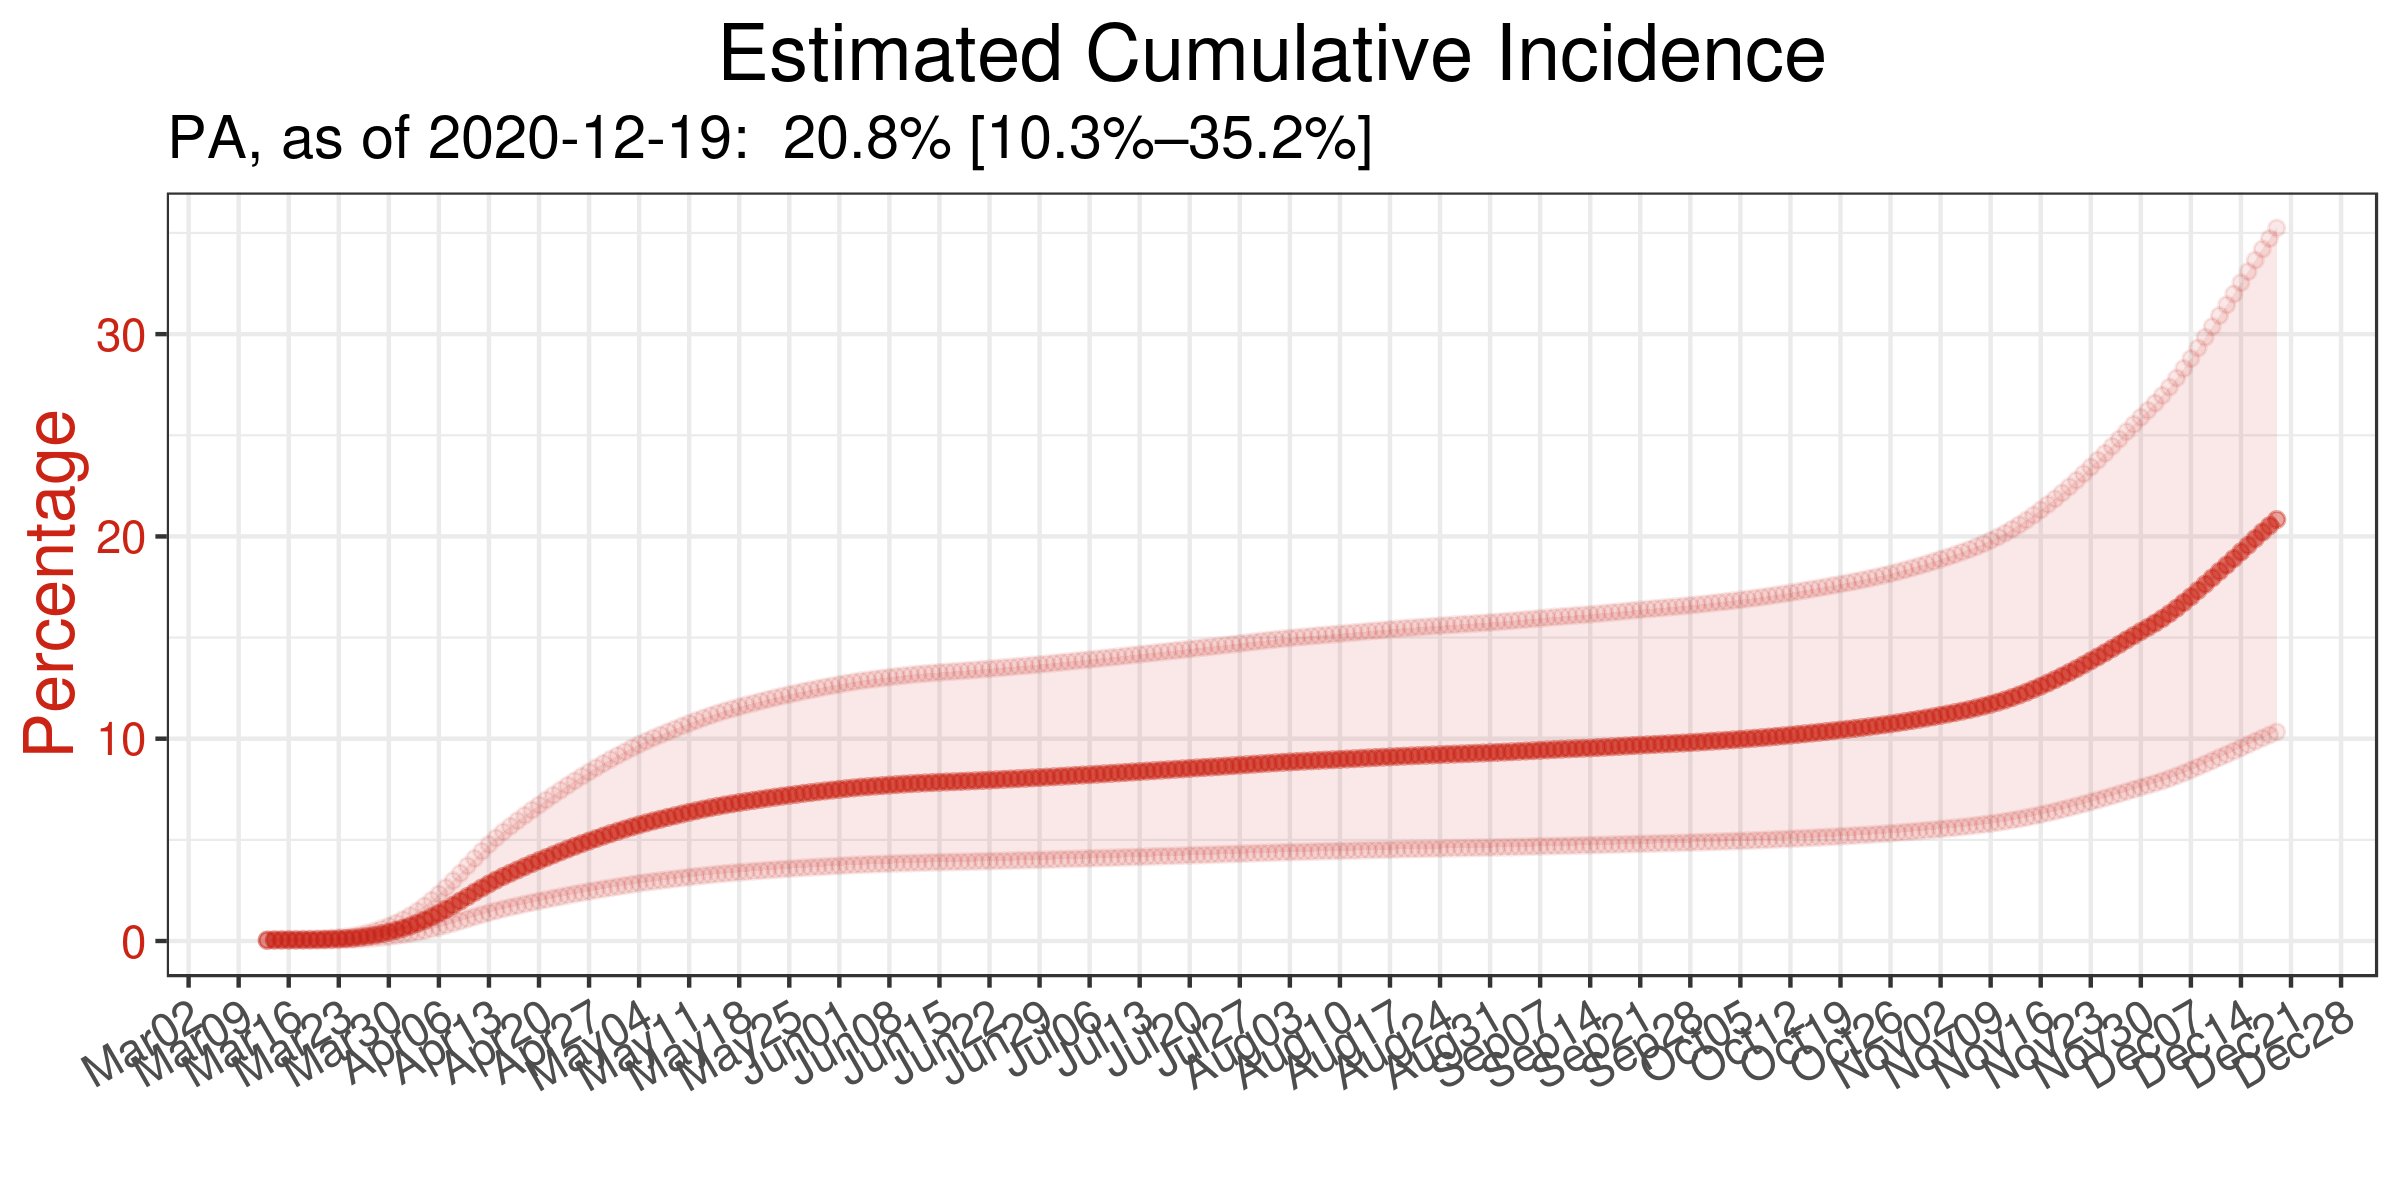 Estimated Cumulative Incidence
PA, as of 2020-12-19:  20.8% [10.3%–35.2%]
Percentage
30
20
10
0
Mar02
Mar09
Mar16
Mar23
Mar30
Apr06
Apr13
Apr20
Apr27
May04
May11
May18
May25
Jun01
Jun08
Jun15
Jun22
Jun29
Jul06
Jul13
Jul20
Jul27
Aug03
Aug10
Aug17
Aug24
Aug31
Sep07
Sep14
Sep21
Sep28
Oct05
Oct12
Oct19
Oct26
Nov02
Nov09
Nov16
Nov23
Nov30
Dec07
Dec14
Dec21
Dec28